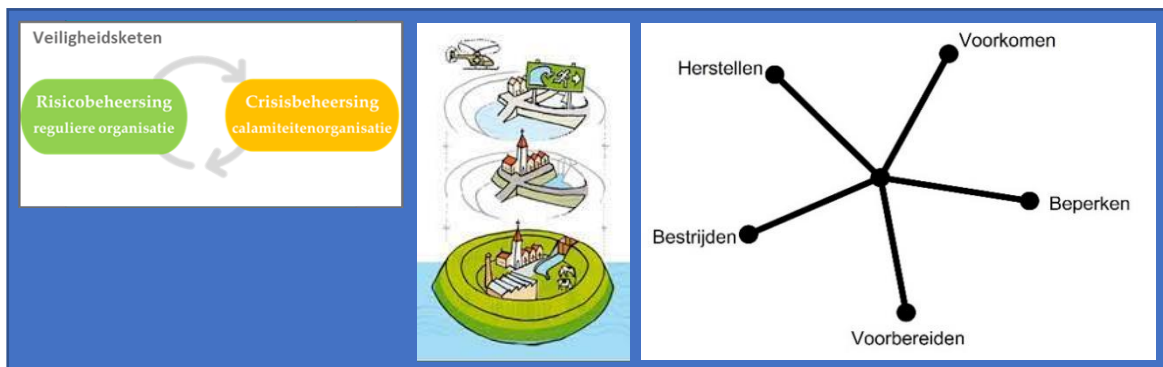 Veiligheidsketen
Risicobeheersing
reguliere organisatie
Crisisbeheersing
calamiteitenorganisatie
Voorkomen
Herstellen
Beperken
Bestrijden
Voorbereiden